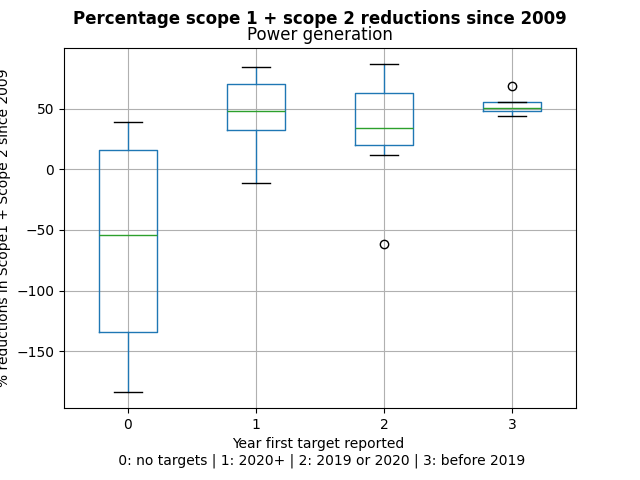 Percentage scope 1 + scope 2 reductions since 2009
Power generation
% reductions in Scope1 + Scope 2 since 2009
50
0
−50
−100
−150
0 1 2 3
Year first target reported
0: no targets | 1: 2020+ | 2: 2019 or 2020 | 3: before 2019